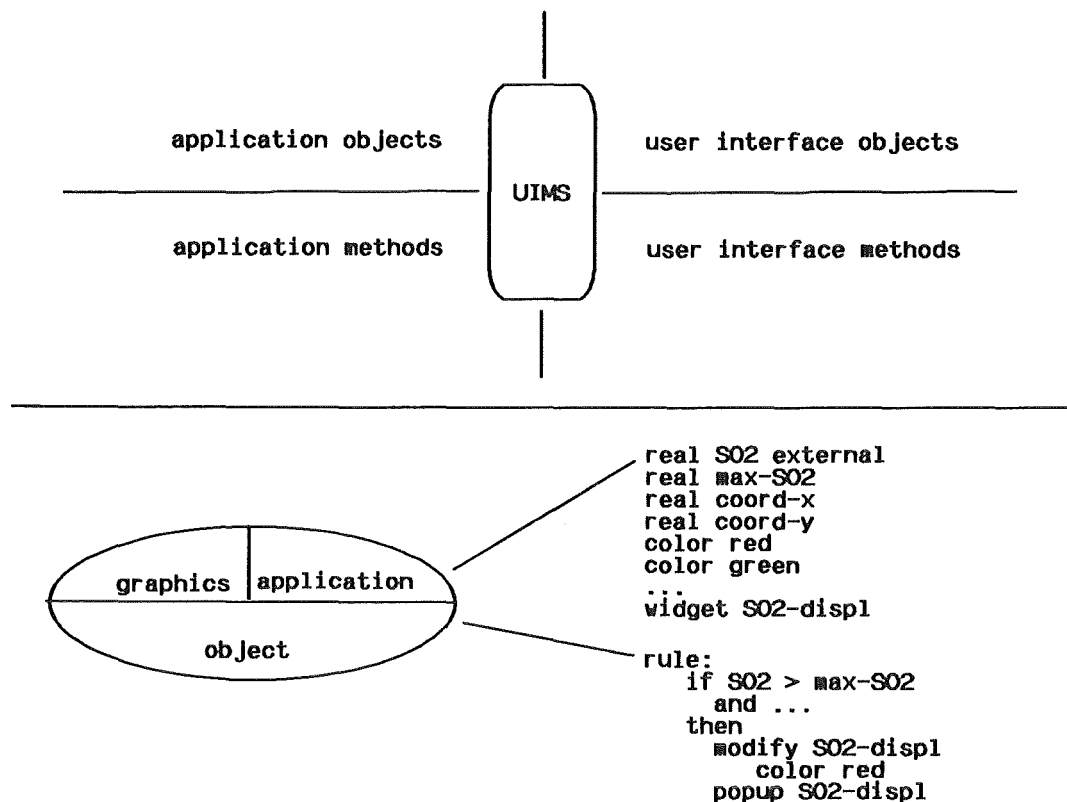 application objects
user interface objects
UIMS
application methods
user interface methods
graphics
application
object
real SO2 external
real max-SO2
real coord-x
real coord-y
color red
color green
...
widget SO2-displ
rule:
if SO2 > max-SO2
and ...
then
modify SO2-displ
color red
popup SO2-displ